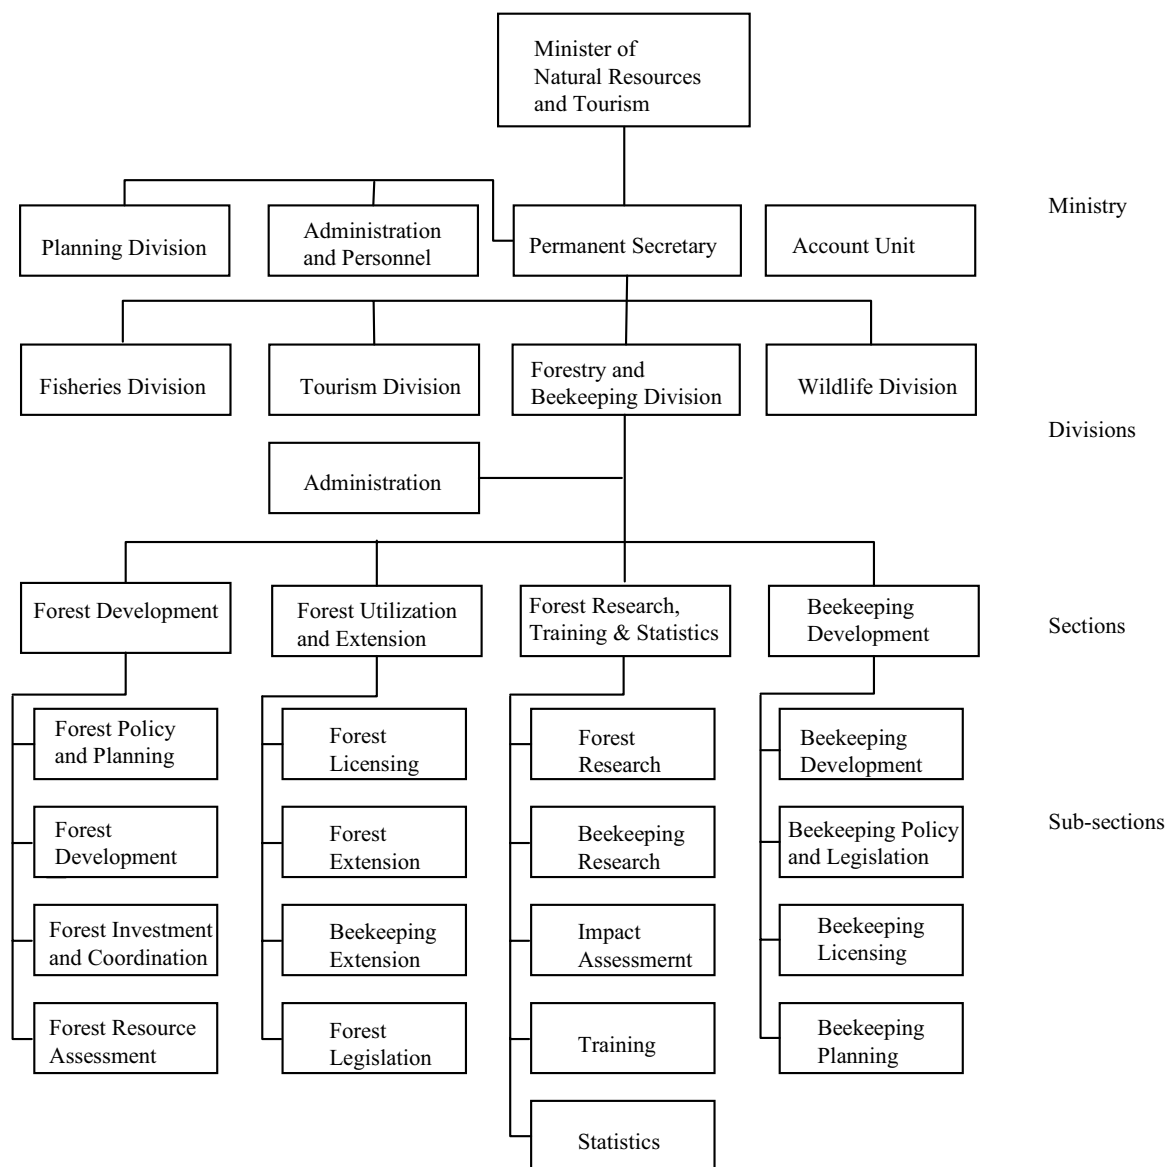 Minister of
Natural Resources
and Tourism
Ministry
Planning Division
Administration
and Personnel
Permanent Secretary
Account Unit
Fisheries Division
Tourism Division
Forestry and
Beekeeping Division
Wildlife Division
Divisions
Administration
Forest Development
Forest Utilization
and Extension
Forest Research,
Training & Statistics
Beekeeping
Development
Sections
Forest Policy
and Planning
Forest
Licensing
Forest
Research
Beekeeping
Development
Forest
Development
Forest
Extension
Beekeeping
Research
Beekeeping Policy
and Legislation
Sub-sections
Forest Investment
and Coordination
Beekeeping
Extension
Impact
Assessmernt
Beekeeping
Licensing
Forest Resource
Assessment
Forest
Legislation
Training
Beekeeping
Planning
Statistics